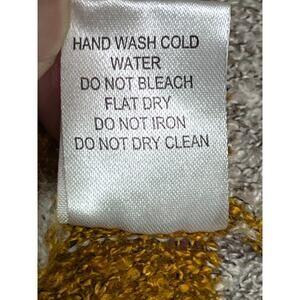 HAND WASH COLD
WATER
DO NOT BLEACH
FLAT DRY
DO NOT IRON
DO NOT DRY CLEAN